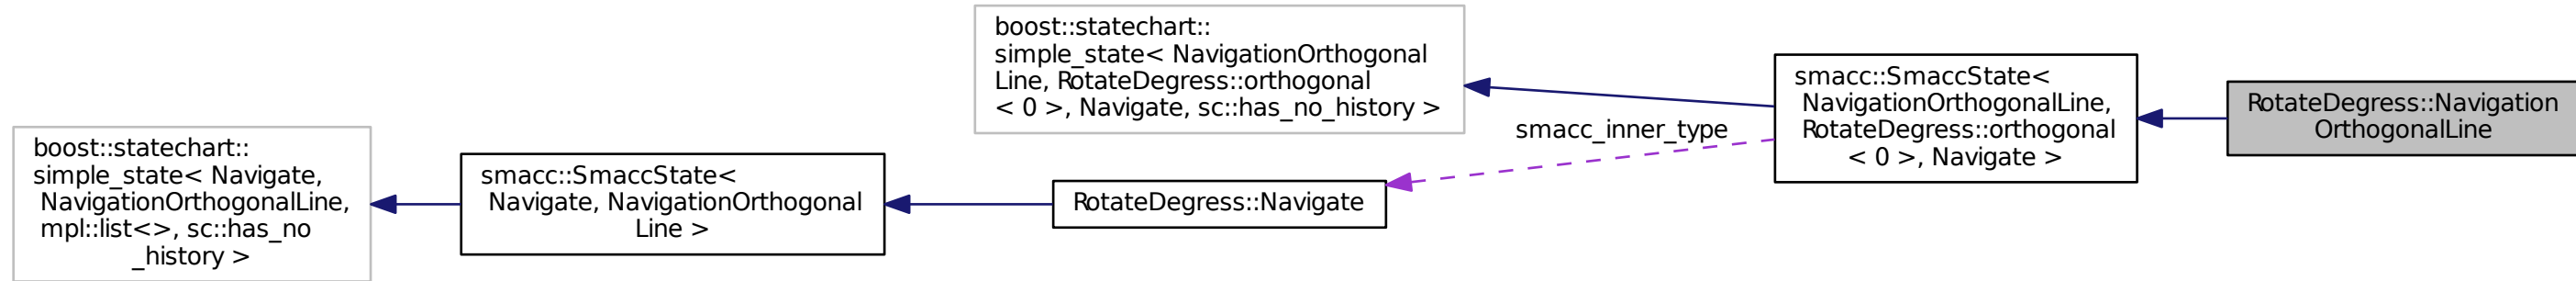 boost::statechart::
simple_state< NavigationOrthogonal
Line, RotateDegress::orthogonal
< 0 >, Navigate, sc::has_no_history >
smacc::SmaccState<
NavigationOrthogonalLine,
RotateDegress::orthogonal
< 0 >, Navigate >
RotateDegress::Navigation
OrthogonalLine
smacc_inner_type
boost::statechart::
simple_state< Navigate,
NavigationOrthogonalLine,
mpl::list<>, sc::has_no
_history >
smacc::SmaccState<
Navigate, NavigationOrthogonal
Line >
RotateDegress::Navigate